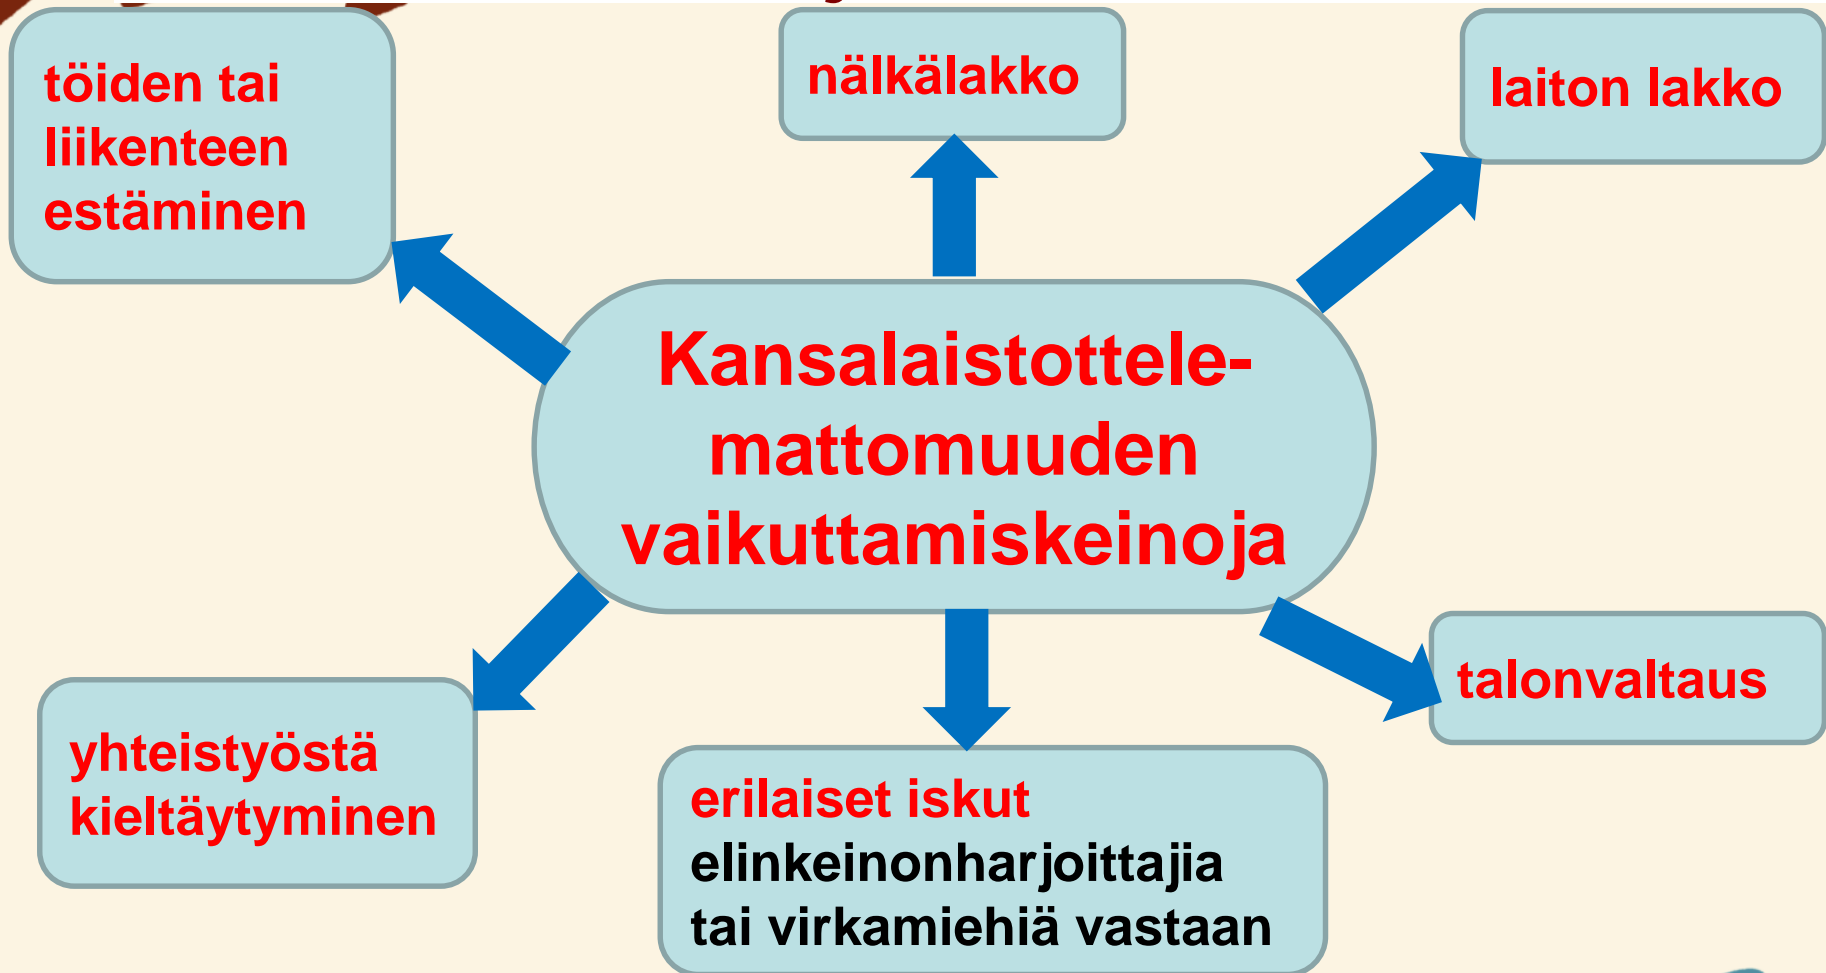 töiden tai
liikenteen
estäminen
nälkälakko
laiton lakko
Kansalaistottele-
mattomuuden
vaikuttamiskeinoja
yhteistyöstä
kieltäytyminen
erilaiset iskut
elinkeinonharjoittajia
tai virkamiehiä vastaan
talonvaltaus